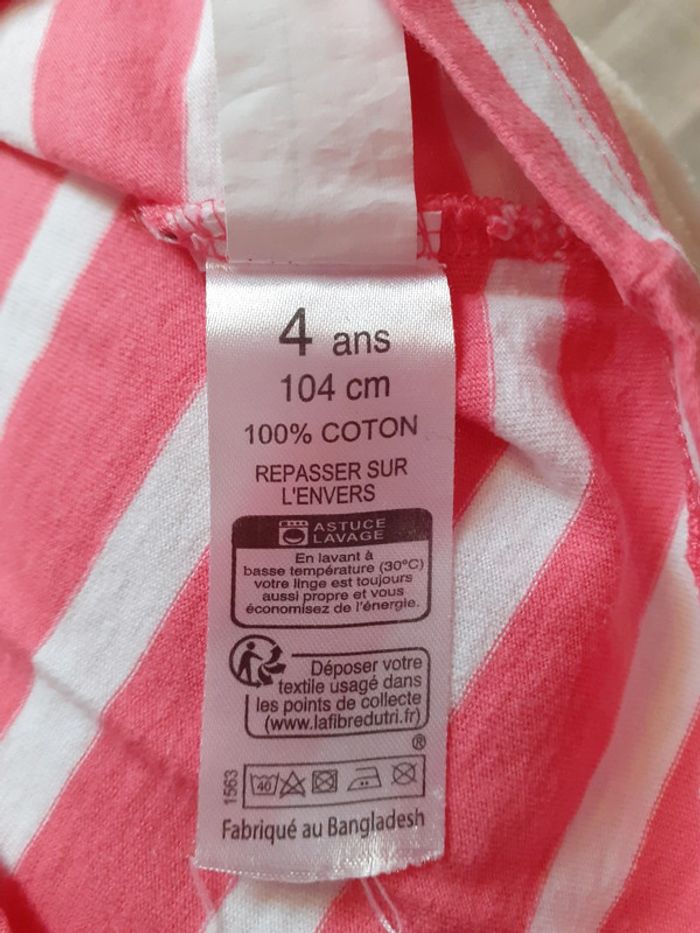 4 ans
104 cm
100% COTON
REPASSER SUR
L'ENVERS
ASTUCE
LAVAGE
En lavant à
basse température (30°C)
votre linge est toujours
aussi propre et vous
économisez de l'énergie.
Déposer votre
textile usagé dans
les points de collecte
(www.lafibredutri.fr)
®
1563
40
Fabriqué au Bangladesh